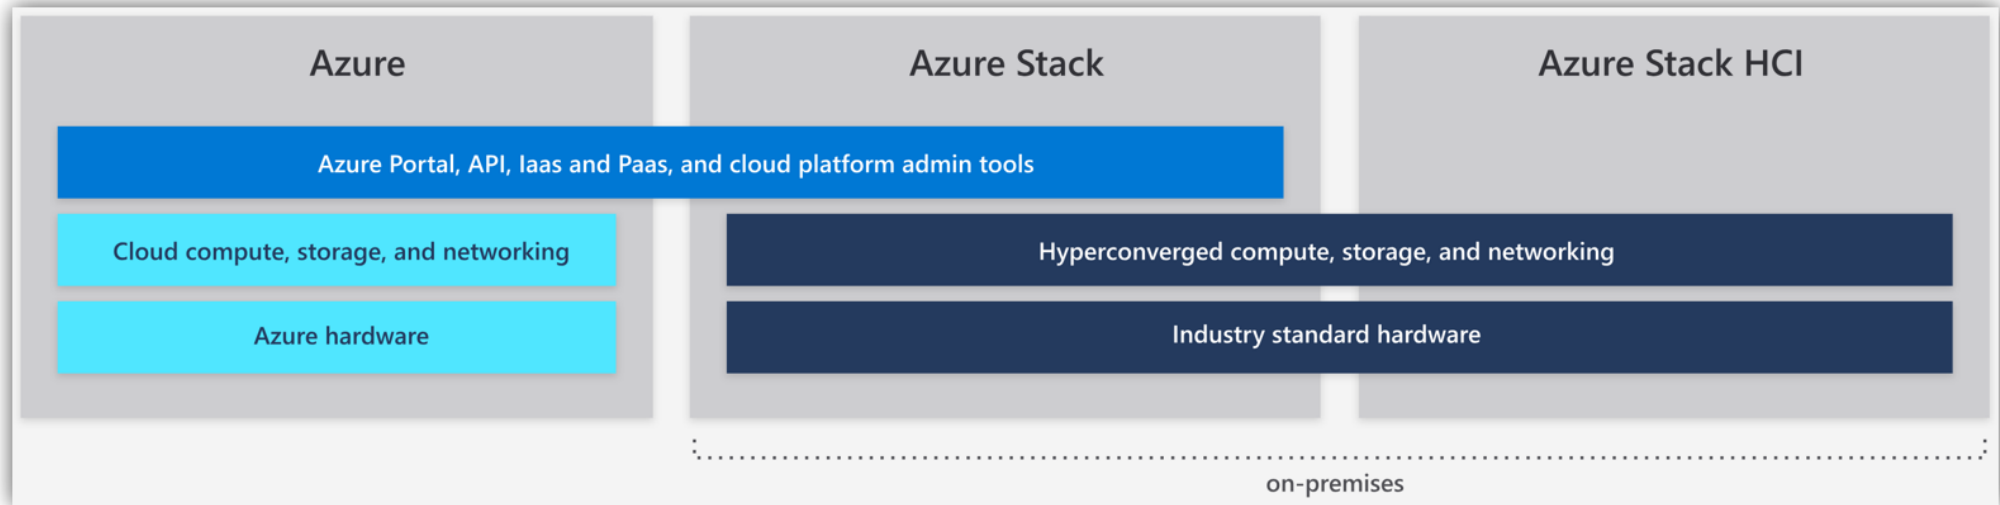 Azure
Azure Stack
Azure Stack HCI
Azure Portal, API, Iaas and Paas, and cloud platform admin tools
Cloud compute, storage, and networking
Hyperconverged compute, storage, and networking
Azure hardware
Industry standard hardware
on-premises